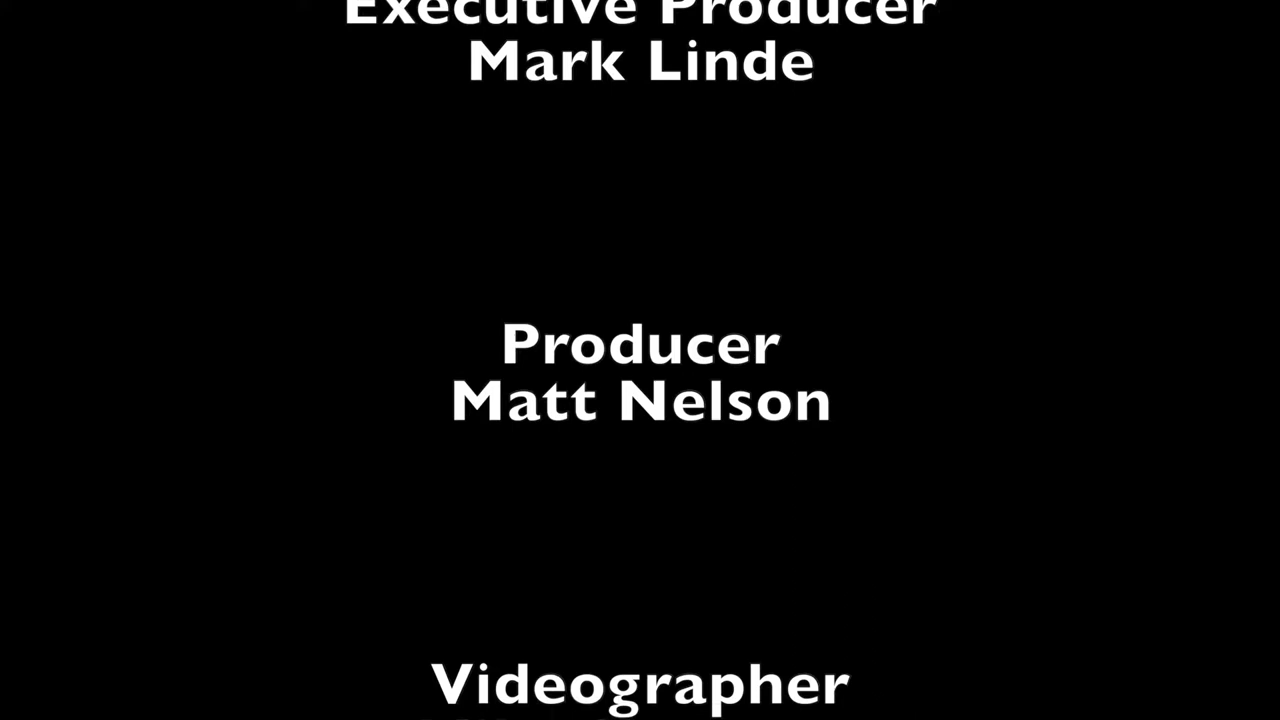 Executive Producer
Mark Linde
Producer
Matt Nelson
Videographer